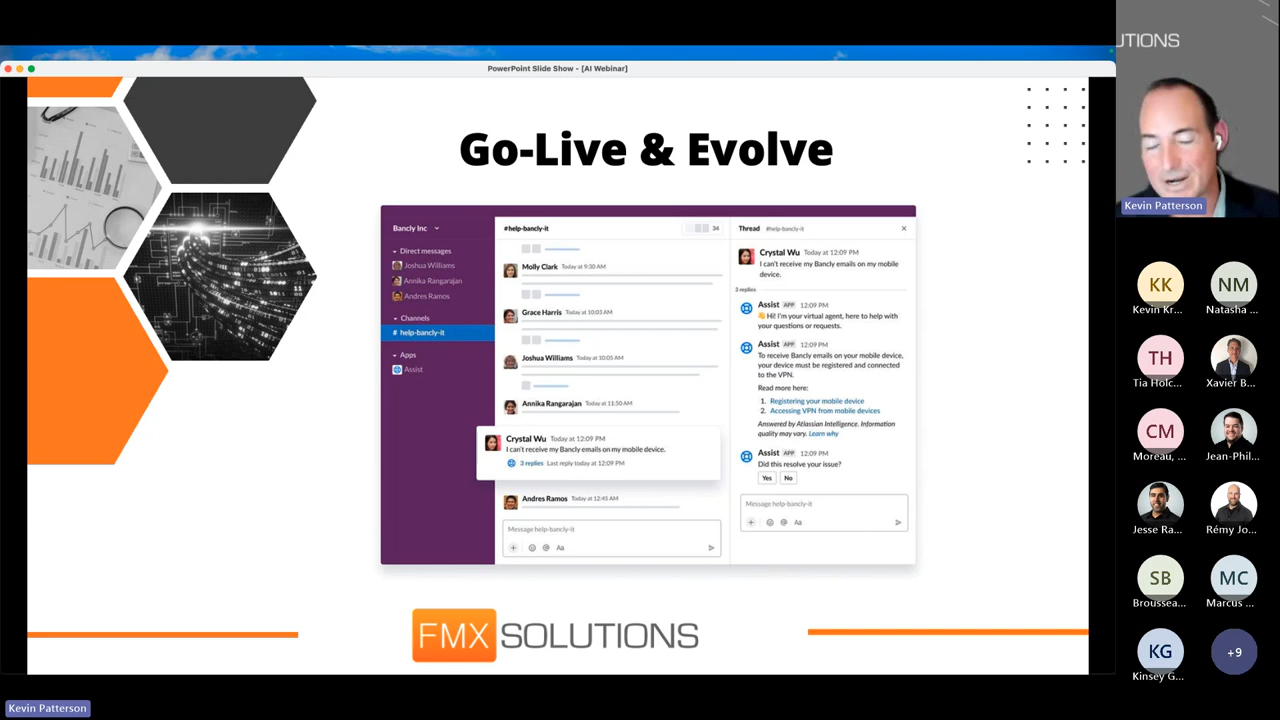 UTIONS
PowerPoint Slide Show - [AI Webinar]
Go-Live & Evolve
Bancly Inc
Direct messages
Joshua Williams
Annika Rangarajan
Andres Ramos
Channels
# help-bancly-it
Apps
Assist
#help-bancly-it
34
Molly Clark Today at 9:30 AM
Grace Harris Today at 10:03 AM
Joshua Williams Today at 10:05 AM
Annika Rangarajan Today at 11:50 AM
Crystal Wu Today at 12:09 PM
I can't receive my Bancly emails on my mobile device.
3 replies Last reply today at 12:09 PM
Andres Ramos Today at 12:45 AM
Message help-bancly-it
Aa
Thread #help-bancly-it
Crystal Wu Today at 12:09 PM
I can't receive my Bancly emails on my mobile
device.
3 replies
Assist APP 12:09 PM
👋 Hi! I'm your virtual agent, here to help with
your questions or requests.
Assist APP 12:09 PM
To receive Bancly emails on your mobile device,
your device must be registered and connected
to the VPN.
Read more here:
1. Registering your mobile device
2. Accessing VPN from mobile devices
Answered by Atlassian Intelligence. Information
quality may vary. Learn why
Assist APP 12:09 PM
Did this resolve your issue?
Yes No
Message help-bancly-it
Aa
FMX SOLUTIONS
Kevin Patterson
KK
Kevin Kr...
NM
Natasha ...
TH
Tia Holc...
Xavier B...
CM
Moreau, ...
Jean-Phil...
Jesse Ra...
Rémy Jo...
SB
Broussea...
MC
Marcus ...
KG
Kinsey G...
+9
Kevin Patterson